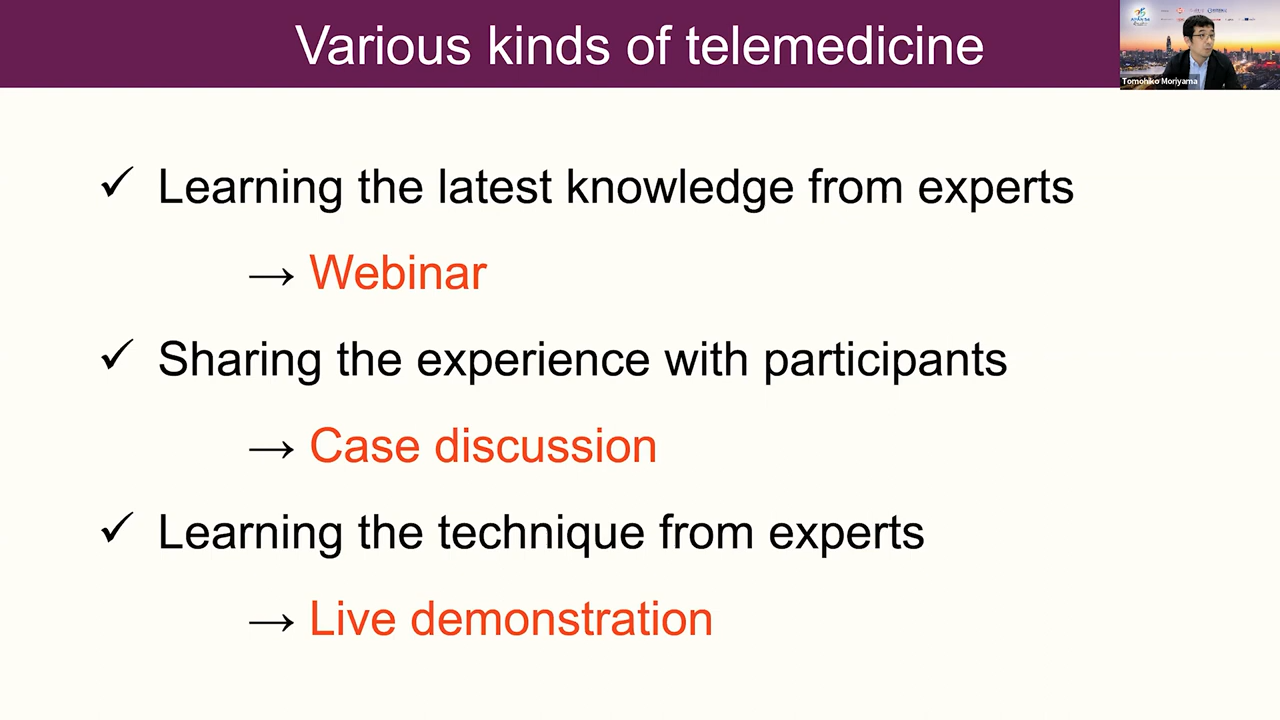 Various kinds of telemedicine
Tomohiko Moriyama
✓ Learning the latest knowledge from experts
→ Webinar
✓ Sharing the experience with participants
→ Case discussion
✓ Learning the technique from experts
→ Live demonstration